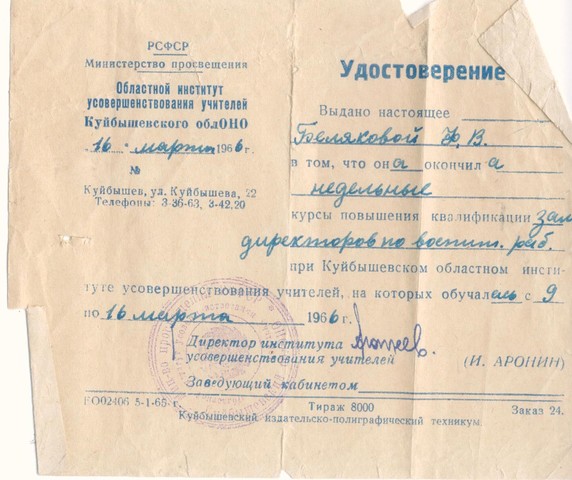 РСФСР
Министерство просвещения
Областной институт
усовершенствования учителей
Куйбышевского облОНО
„16“ марта 1966г.
№
Куйбышев, ул. Куйбышева, 22
Телефоны: 3-36-63, 3-42,20
Удостоверение
Выдано настоящее
Беляковой В.
в том, что она окончила
недельные
курсы повышения квалификации зам
директоров по воспит. раб.
при Куйбышевском областном инсти-
туте усовершенствования учителей, на которых обучалась с 9
по 16 марта 1966г.
Директор института
усовершенствования учителей
(И. АРОНИН)
Заведующий кабинетом
ЕО02406 5-1-65 г.
Тираж 8000
Заказ 24.
Куйбышевский издательско-полиграфический техникум